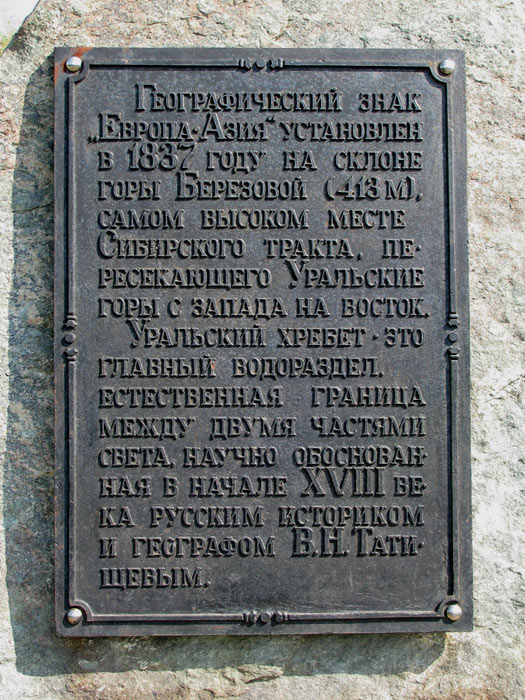 Географический знак
„Европа-Азия“ установлен
в 1837 году на склоне
горы Березовой (413 м),
самом высоком месте
Сибирского тракта, пе-
ресекающего Уральские
горы с запада на восток.
Уральский хребет - это
главный водораздел.
естественная граница
между двумя частями
света, научно обоснован-
ная в начале XVIII ве-
ка русским историком
и географом В.Н.Тати-
щевым.